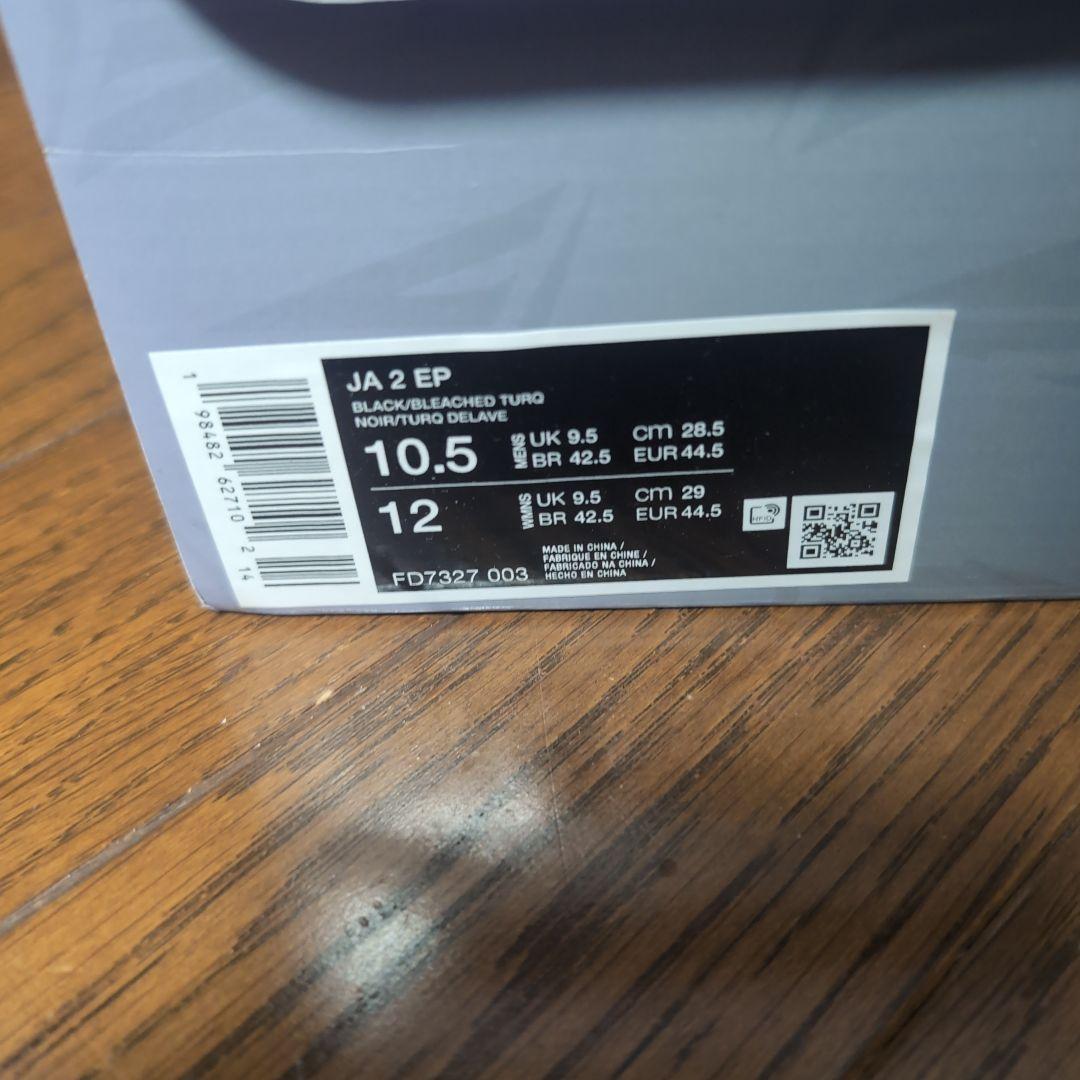 JA 2 EP
BLACK/BLEACHED TURQ
NOIR/TURQ DELAVE
10.5 MENS UK 9.5 cm 28.5
BR 42.5 EUR 44.5
12 WMNS UK 9.5 cm 29
BR 42.5 EUR 44.5
MADE IN CHINA /
FABRIQUE EN CHINE /
FABRICADO NA CHINA /
HECHO EN CHINA
FD7327 003
1 98482 62710 2 14
RFID